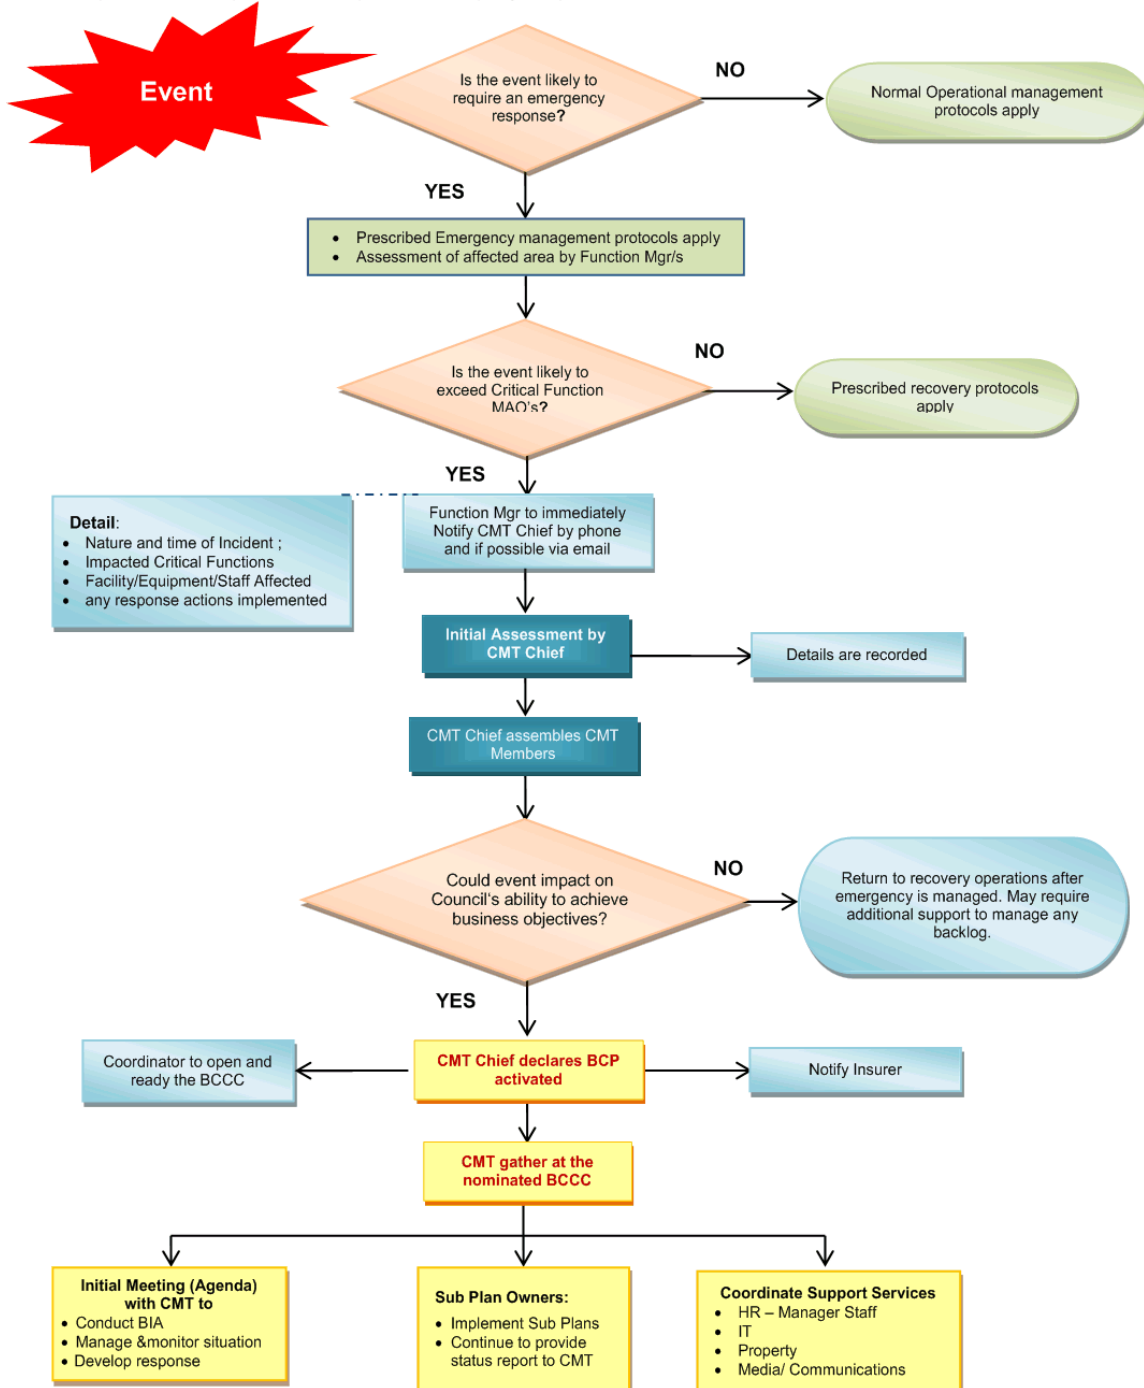 Event
Is the event likely to
require an emergency
response?
NO
Normal Operational management
protocols apply
YES
• Prescribed Emergency management protocols apply
• Assessment of affected area by Function Mgr/s
Is the event likely to
exceed Critical Function
MAO's?
NO
Prescribed recovery protocols
apply
YES
Function Mgr to immediately
Notify CMT Chief by phone
and if possible via email
Detail:
• Nature and time of Incident ;
• Impacted Critical Functions
• Facility/Equipment/Staff Affected
• any response actions implemented
Initial Assessment by
CMT Chief
Details are recorded
CMT Chief assembles CMT
Members
Could event impact on
Council's ability to achieve
business objectives?
NO
Return to recovery operations after
emergency is managed. May require
additional support to manage any
backlog.
YES
Coordinator to open and
ready the BCCC
CMT Chief declares BCP
activated
Notify Insurer
CMT gather at the
nominated BCCC
Initial Meeting (Agenda)
with CMT to
• Conduct BIA
• Manage &monitor situation
• Develop response
Sub Plan Owners:
• Implement Sub Plans
• Continue to provide
status report to CMT
Coordinate Support Services
• HR – Manager Staff
• IT
• Property
• Media/ Communications